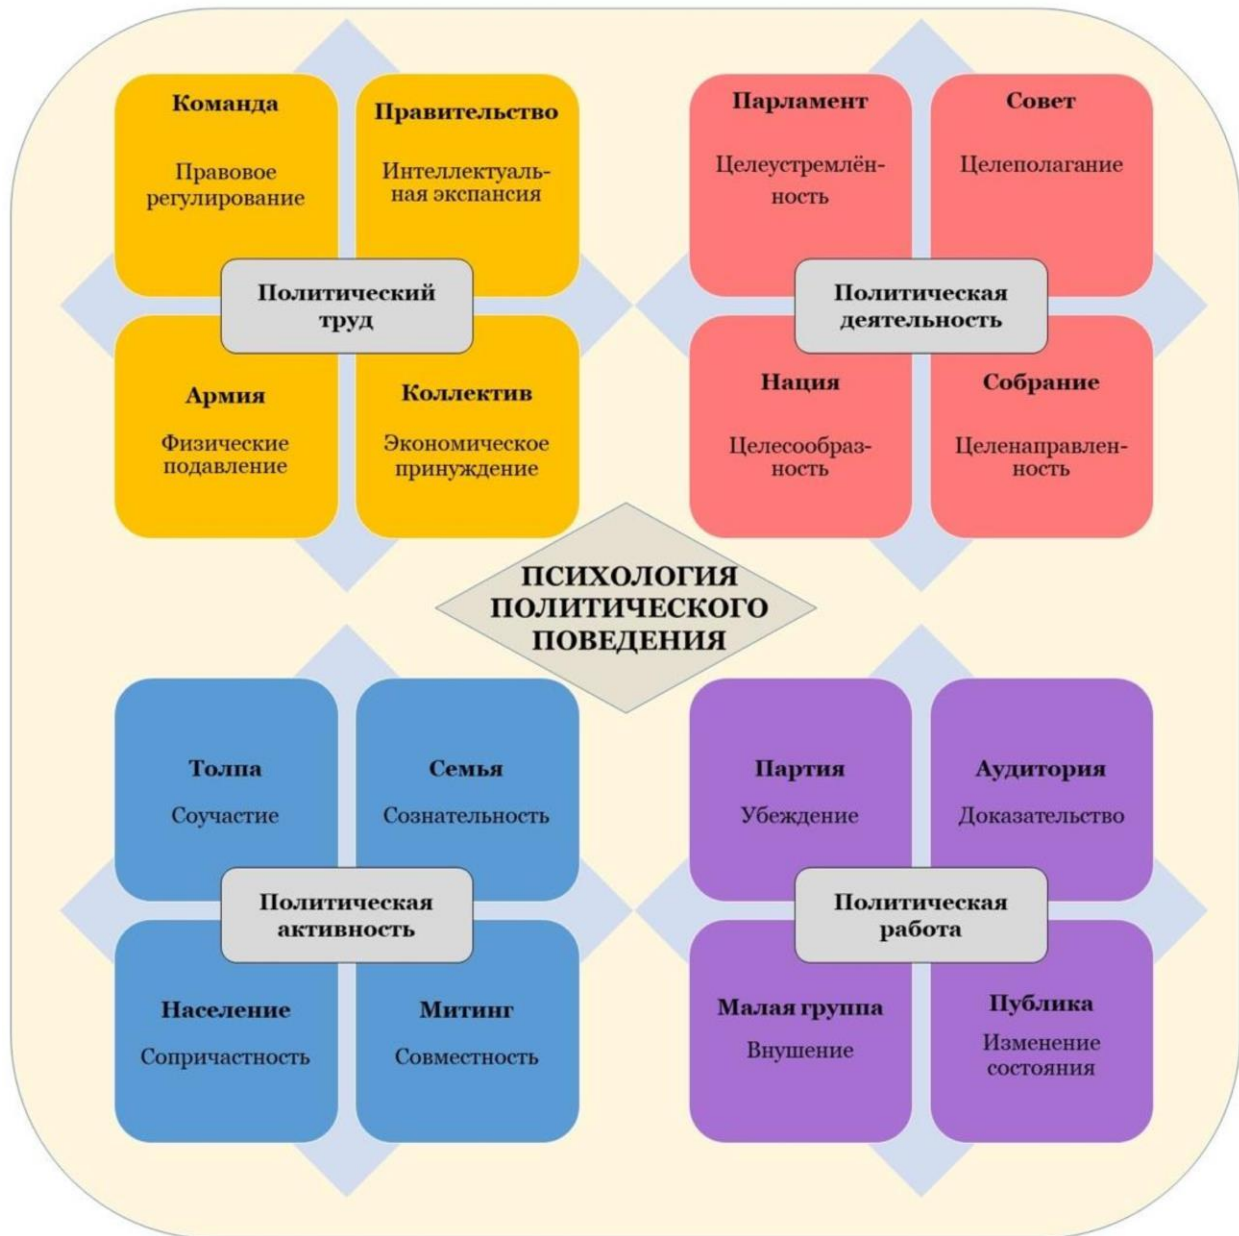 Команда
Правовое
регулирование
Правительство
Интеллектуаль-
ная экспансия
Политический
труд
Армия
Физические
подавление
Коллектив
Экономическое
принуждение
Парламент
Целеустремлён-
ность
Совет
Целеполагание
Политическая
деятельность
Нация
Целесообраз-
ность
Собрание
Целенаправлен-
ность
ПСИХОЛОГИЯ
ПОЛИТИЧЕСКОГО
ПОВЕДЕНИЯ
Толпа
Соучастие
Семья
Сознательность
Политическая
активность
Население
Сопричастность
Митинг
Совместность
Партия
Убеждение
Аудитория
Доказательство
Политическая
работа
Малая группа
Внушение
Публика
Изменение
состояния